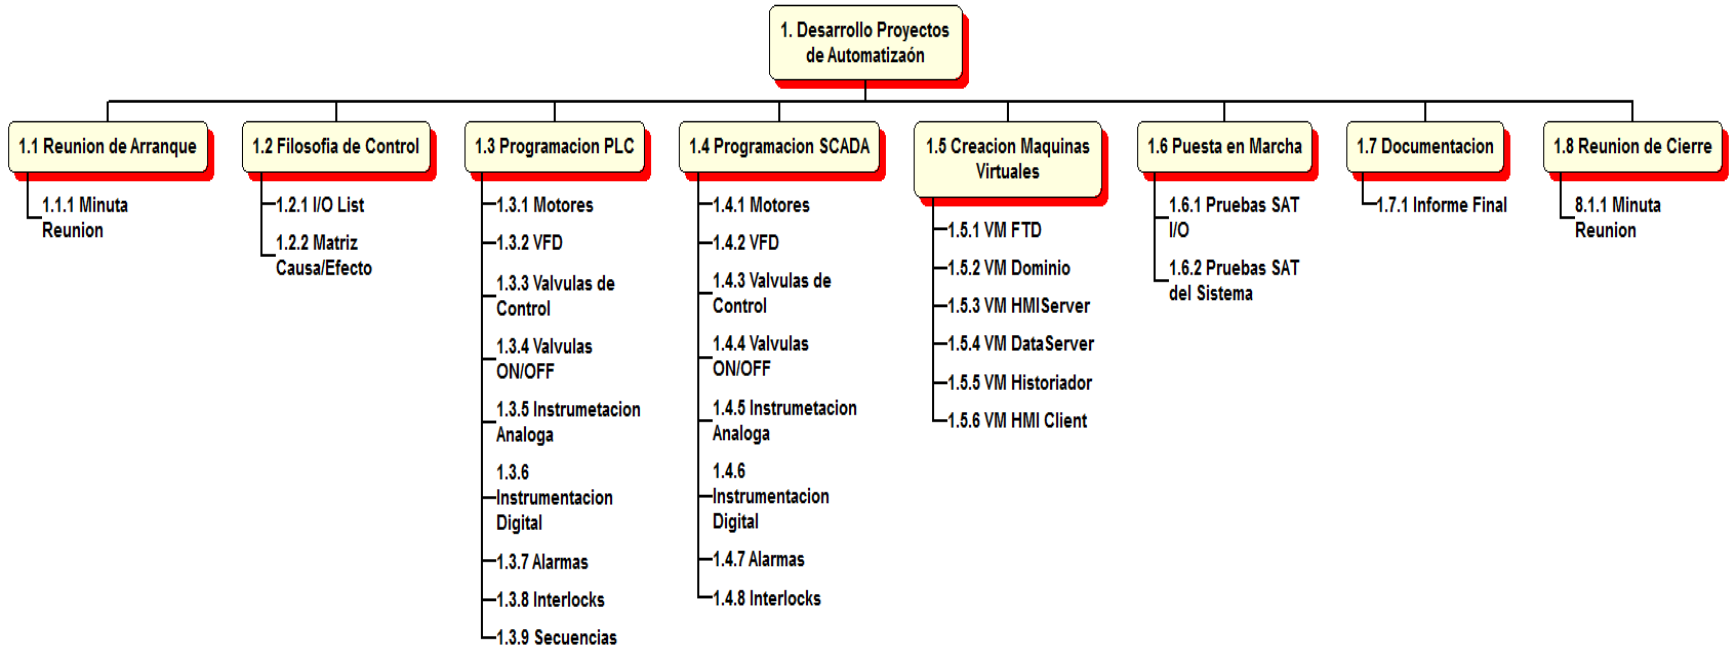 1. Desarrollo Proyectos
de Automatizaón
1.1 Reunion de Arranque
1.1.1 Minuta
Reunion
1.2 Filosofia de Control
1.2.1 I/O List
1.2.2 Matriz
Causa/Efecto
1.3 Programacion PLC
1.3.1 Motores
1.3.2 VFD
1.3.3 Valvulas de
Control
1.3.4 Valvulas
ON/OFF
1.3.5 Instrumetacion
Analoga
1.3.6
Instrumentacion
Digital
1.3.7 Alarmas
1.3.8 Interlocks
1.3.9 Secuencias
1.4 Programacion SCADA
1.4.1 Motores
1.4.2 VFD
1.4.3 Valvulas de
Control
1.4.4 Valvulas
ON/OFF
1.4.5 Instrumetacion
Analoga
1.4.6
Instrumentacion
Digital
1.4.7 Alarmas
1.4.8 Interlocks
1.5 Creacion Maquinas
Virtuales
1.5.1 VM FTD
1.5.2 VM Dominio
1.5.3 VM HMIServer
1.5.4 VM DataServer
1.5.5 VM Historiador
1.5.6 VM HMI Client
1.6 Puesta en Marcha
1.6.1 Pruebas SAT
I/O
1.6.2 Pruebas SAT
del Sistema
1.7 Documentacion
1.7.1 Informe Final
1.8 Reunion de Cierre
8.1.1 Minuta
Reunion